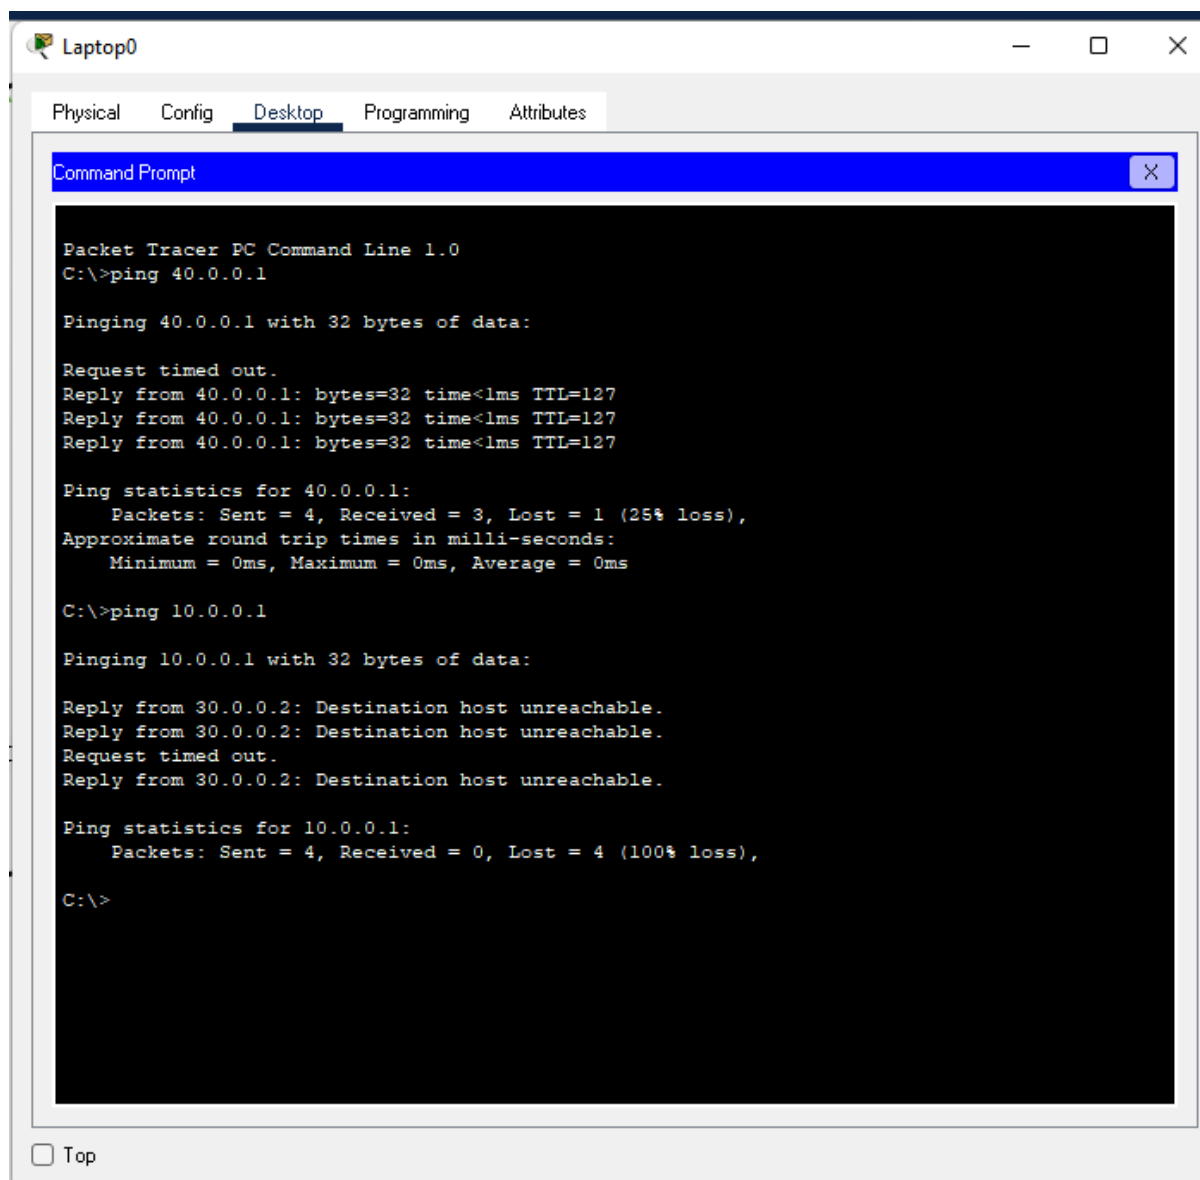 Laptop0
Physical Config Desktop Programming Attributes
Command Prompt X
Packet Tracer PC Command Line 1.0
C:\>ping 40.0.0.1
Pinging 40.0.0.1 with 32 bytes of data:
Request timed out.
Reply from 40.0.0.1: bytes=32 time<1ms TTL=127
Reply from 40.0.0.1: bytes=32 time<1ms TTL=127
Reply from 40.0.0.1: bytes=32 time<1ms TTL=127
Ping statistics for 40.0.0.1:
Packets: Sent = 4, Received = 3, Lost = 1 (25% loss),
Approximate round trip times in milli-seconds:
Minimum = 0ms, Maximum = 0ms, Average = 0ms
C:\>ping 10.0.0.1
Pinging 10.0.0.1 with 32 bytes of data:
Reply from 30.0.0.2: Destination host unreachable.
Reply from 30.0.0.2: Destination host unreachable.
Request timed out.
Reply from 30.0.0.2: Destination host unreachable.
Ping statistics for 10.0.0.1:
Packets: Sent = 4, Received = 0, Lost = 4 (100% loss),
C:\>
Top